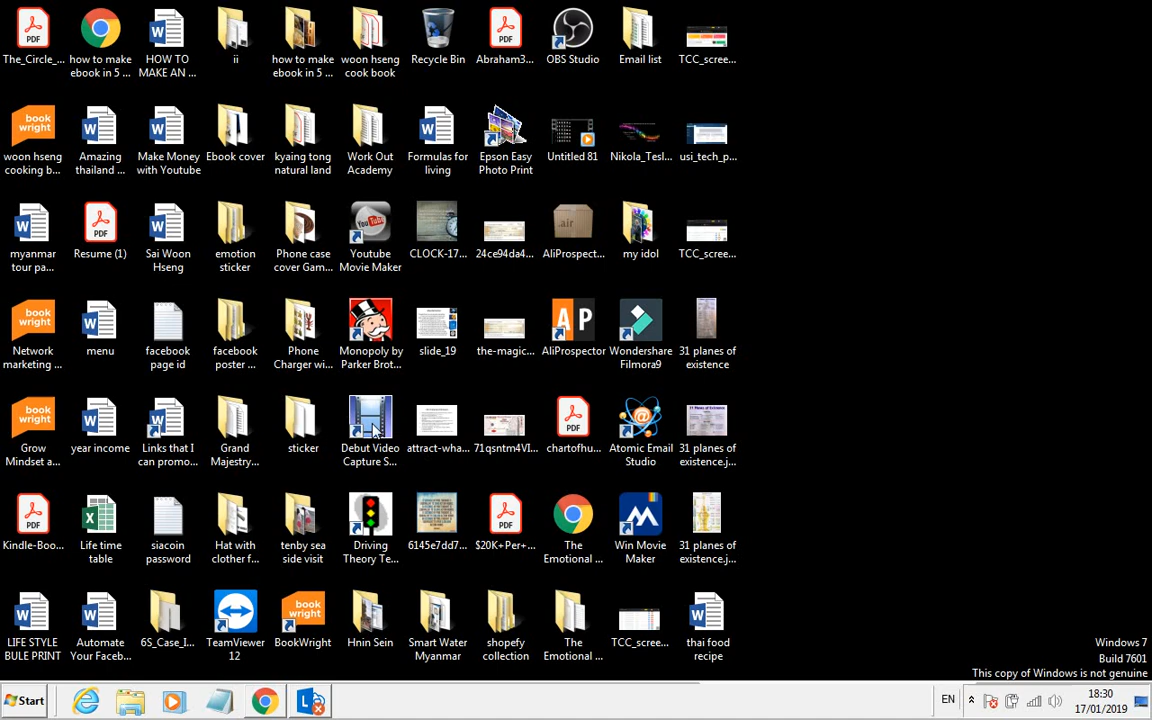 The_Circle_...
how to make
ebook in 5 ...
HOW TO
MAKE AN ...
ii
how to make
ebook in 5 ...
woon hseng
cook book
Recycle Bin
Abraham3...
OBS Studio
Email list
TCC_scree...
woon hseng
cooking b...
Amazing
thailand ...
Make Money
with Youtube
Ebook cover
kyaing tong
natural land
Work Out
Academy
Formulas for
living
Epson Easy
Photo Print
Untitled 81
Nikola_Tesl...
usi_tech_p...
myanmar
tour pa...
Resume (1)
Sai Woon
Hseng
emotion
sticker
Phone case
cover Gam...
Youtube
Movie Maker
CLOCK-17...
24ce94da4...
AliProspect...
my idol
TCC_scree...
Network
marketing ...
menu
facebook
page id
facebook
poster ...
Phone
Charger wi...
Monopoly by
Parker Brot...
slide_19
the-magic...
AliProspector
Wondershare
Filmora9
31 planes of
existence
Grow
Mindset a...
year income
Links that I
can promo...
Grand
Majestry...
sticker
Debut Video
Capture S...
attract-wha...
71qsntm4VI...
chartofhu...
Atomic Email
Studio
31 planes of
existence.j...
Kindle-Boo...
Life time
table
siacoin
password
Hat with
clother f...
tenby sea
side visit
Driving
Theory Te...
6145e7dd7...
$20K+Per+...
The
Emotional ...
Win Movie
Maker
31 planes of
existence.j...
LIFE STYLE
BULE PRINT
Automate
Your Faceb...
6S_Case_I...
TeamViewer
12
BookWright
Hnin Sein
Smart Water
Myanmar
shopefy
collection
The
Emotional ...
TCC_scree...
thai food
recipe
Windows 7
Build 7601
This copy of Windows is not genuine
Start
EN
18:30
17/01/2019